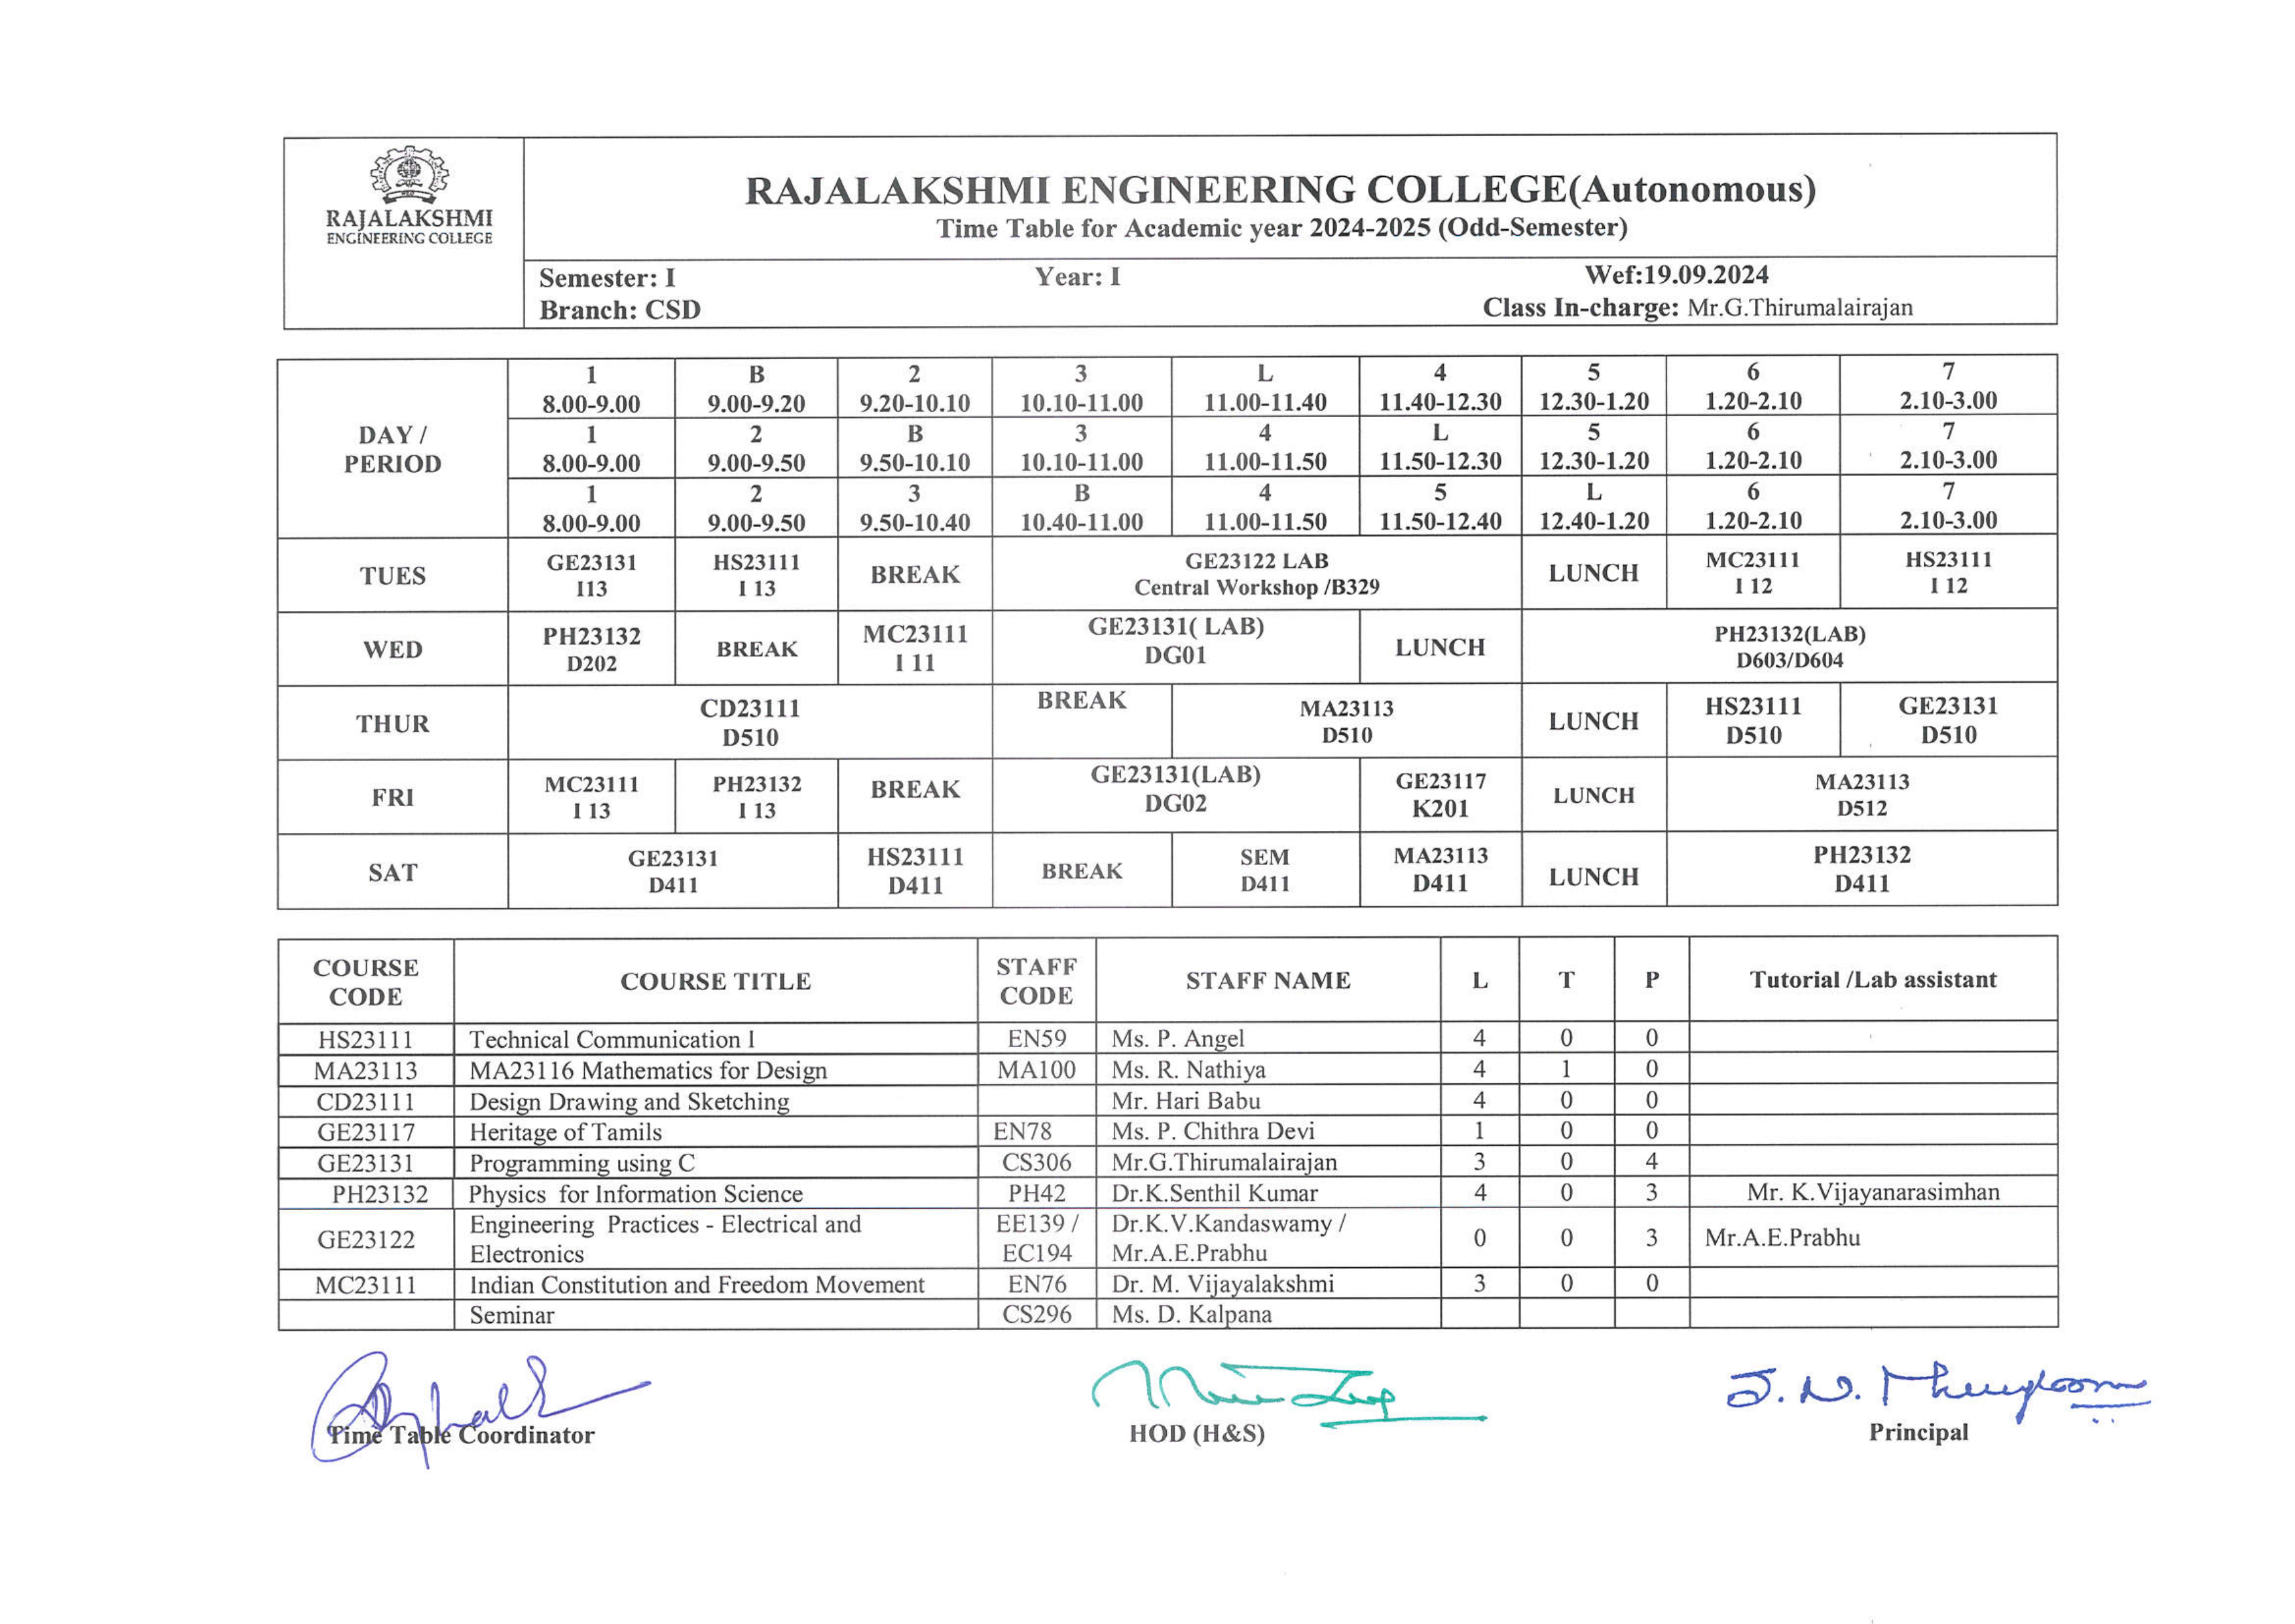 RAJALAKSHMI
ENGINEERING COLLEGE
RAJALAKSHMI ENGINEERING COLLEGE(Autonomous)
Time Table for Academic year 2024-2025 (Odd-Semester)
Semester: I Year: I Wef:19.09.2024
Branch: CSD Class In-charge: Mr.G.Thirumalairajan
DAY /
PERIOD
1 B 2 3 L 4 5 6 7
8.00-9.00 9.00-9.20 9.20-10.10 10.10-11.00 11.00-11.40 11.40-12.30 12.30-1.20 1.20-2.10 2.10-3.00
1 2 B 3 4 L 5 6 7
8.00-9.00 9.00-9.50 9.50-10.10 10.10-11.00 11.00-11.50 11.50-12.30 12.30-1.20 1.20-2.10 2.10-3.00
1 2 3 B 4 5 L 6 7
8.00-9.00 9.00-9.50 9.50-10.40 10.40-11.00 11.00-11.50 11.50-12.40 12.40-1.20 1.20-2.10 2.10-3.00
TUES GE23131 HS23111 BREAK GE23122 LAB LUNCH MC23111 HS23111
I13 I 13 Central Workshop /B329 I 12 I 12
WED PH23132 BREAK MC23111 GE23131( LAB) LUNCH PH23132(LAB)
D202 I 11 DG01 D603/D604
THUR CD23111 BREAK MA23113 LUNCH HS23111 GE23131
D510 D510 D510 D510
FRI MC23111 PH23132 BREAK GE23131(LAB) GE23117 LUNCH MA23113
I 13 I 13 DG02 K201 D512
SAT GE23131 HS23111 BREAK SEM MA23113 LUNCH PH23132
D411 D411 D411 D411 D411
COURSE CODE COURSE TITLE STAFF CODE STAFF NAME L T P Tutorial /Lab assistant
HS23111 Technical Communication I EN59 Ms. P. Angel 4 0 0
MA23113 MA23116 Mathematics for Design MA100 Ms. R. Nathiya 4 1 0
CD23111 Design Drawing and Sketching Mr. Hari Babu 4 0 0
GE23117 Heritage of Tamils EN78 Ms. P. Chithra Devi 1 0 0
GE23131 Programming using C CS306 Mr.G.Thirumalairajan 3 0 4
PH23132 Physics for Information Science PH42 Dr.K.Senthil Kumar 4 0 3 Mr. K.Vijayanarasimhan
GE23122 Engineering Practices - Electrical and EE139 / Dr.K.V.Kandaswamy / 0 0 3 Mr.A.E.Prabhu
Electronics EC194 Mr.A.E.Prabhu
MC23111 Indian Constitution and Freedom Movement EN76 Dr. M. Vijayalakshmi 3 0 0
Seminar CS296 Ms. D. Kalpana
Time Table Coordinator HOD (H&S) Principal